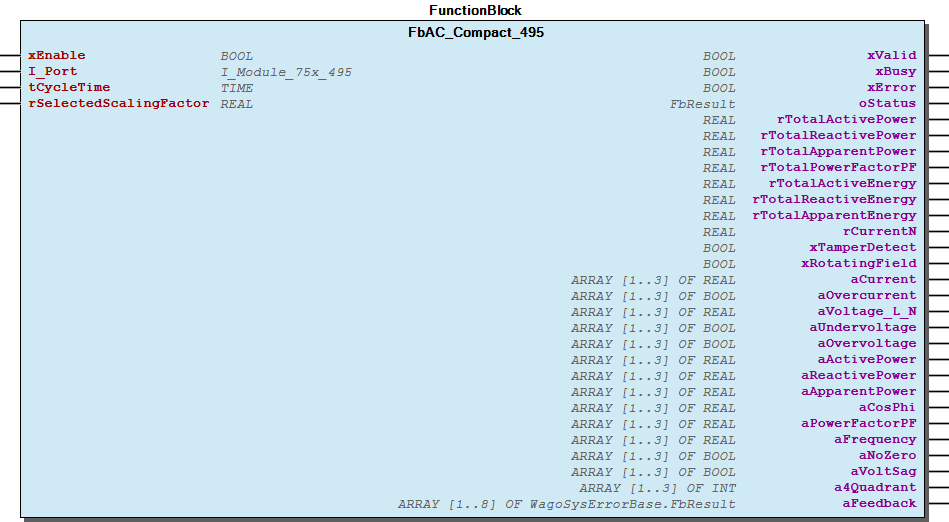 FunctionBlock
FbAC_Compact_495
xEnable BOOL BOOL xValid
I_Port I_Module_75x_495 BOOL xBusy
tCycleTime TIME BOOL xError
rSelectedScalingFactor REAL FbResult oStatus
REAL rTotalActivePower
REAL rTotalReactivePower
REAL rTotalApparentPower
REAL rTotalPowerFactorPF
REAL rTotalActiveEnergy
REAL rTotalReactiveEnergy
REAL rTotalApparentEnergy
REAL rCurrentN
BOOL xTamperDetect
BOOL xRotatingField
ARRAY [1..3] OF REAL aCurrent
ARRAY [1..3] OF BOOL aOvercurrent
ARRAY [1..3] OF REAL aVoltage_L_N
ARRAY [1..3] OF BOOL aUndervoltage
ARRAY [1..3] OF BOOL aOvervoltage
ARRAY [1..3] OF REAL aActivePower
ARRAY [1..3] OF REAL aReactivePower
ARRAY [1..3] OF REAL aApparentPower
ARRAY [1..3] OF REAL aCosPhi
ARRAY [1..3] OF REAL aPowerFactorPF
ARRAY [1..3] OF REAL aFrequency
ARRAY [1..3] OF BOOL aNoZero
ARRAY [1..3] OF BOOL aVoltSag
ARRAY [1..3] OF INT a4Quadrant
ARRAY [1..8] OF WagoSysErrorBase.FbResult aFeedback